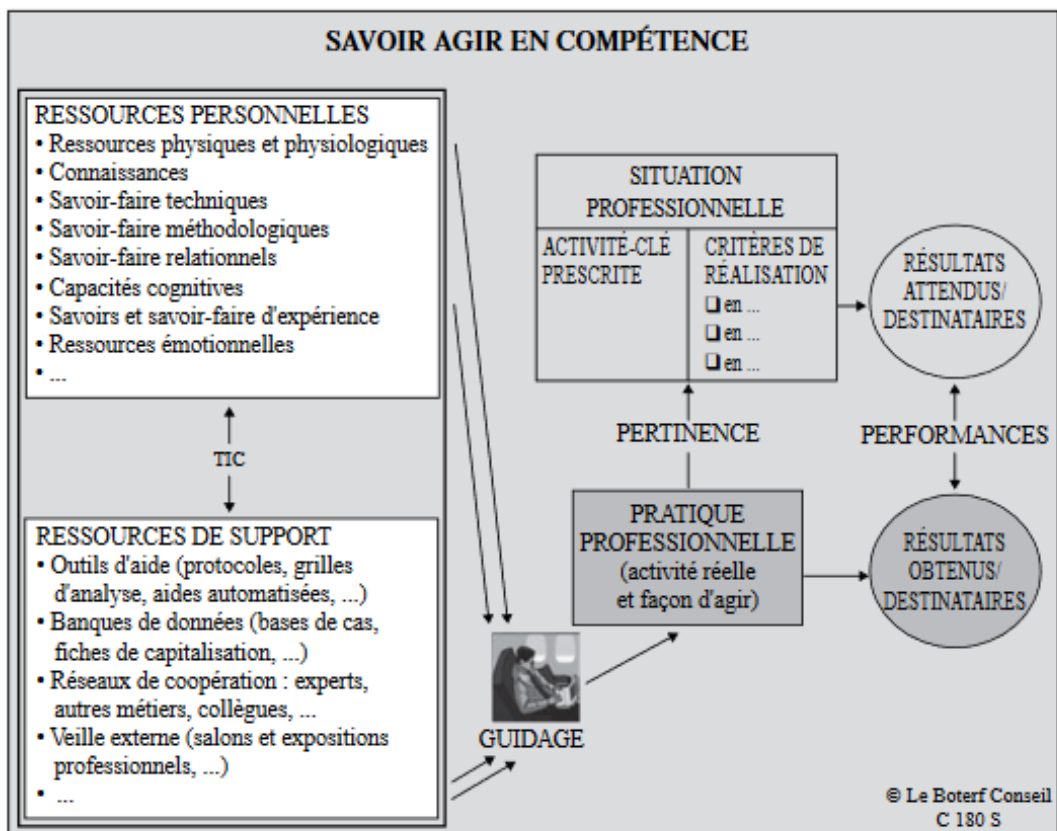 SAVOIR AGIR EN COMPÉTENCE
RESSOURCES PERSONNELLES
• Ressources physiques et physiologiques
• Connaissances
• Savoir-faire techniques
• Savoir-faire méthodologiques
• Savoir-faire relationnels
• Capacités cognitives
• Savoirs et savoir-faire d'expérience
• Ressources émotionnelles
• ...
TIC
RESSOURCES DE SUPPORT
• Outils d'aide (protocoles, grilles
d'analyse, aides automatisées, ...)
• Banques de données (bases de cas,
fiches de capitalisation, ...)
• Réseaux de coopération : experts,
autres métiers, collègues, ...
• Veille externe (salons et expositions
professionnels, ...)
• ...
GUIDAGE
SITUATION
PROFESSIONNELLE
ACTIVITÉ-CLÉ
PRESCRITE
CRITÈRES DE
RÉALISATION
❑ en ...
❑ en ...
❑ en ...
RÉSULTATS
ATTENDUS/
DESTINATAIRES
PERTINENCE
PERFORMANCES
PRATIQUE
PROFESSIONNELLE
(activité réelle
et façon d'agir)
RÉSULTATS
OBTENUS/
DESTINATAIRES
© Le Boterf Conseil
C 180 S